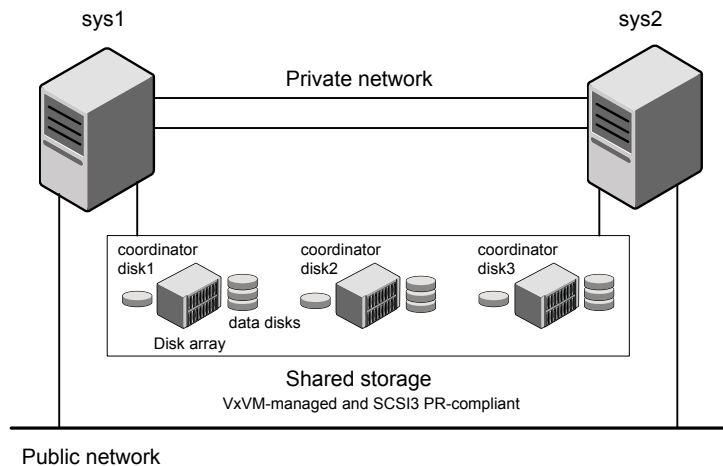 sys1
sys2
Private network
coordinator
disk1
coordinator
disk2
coordinator
disk3
data disks
Disk array
Shared storage
VxVM-managed and SCSI3 PR-compliant
Public network